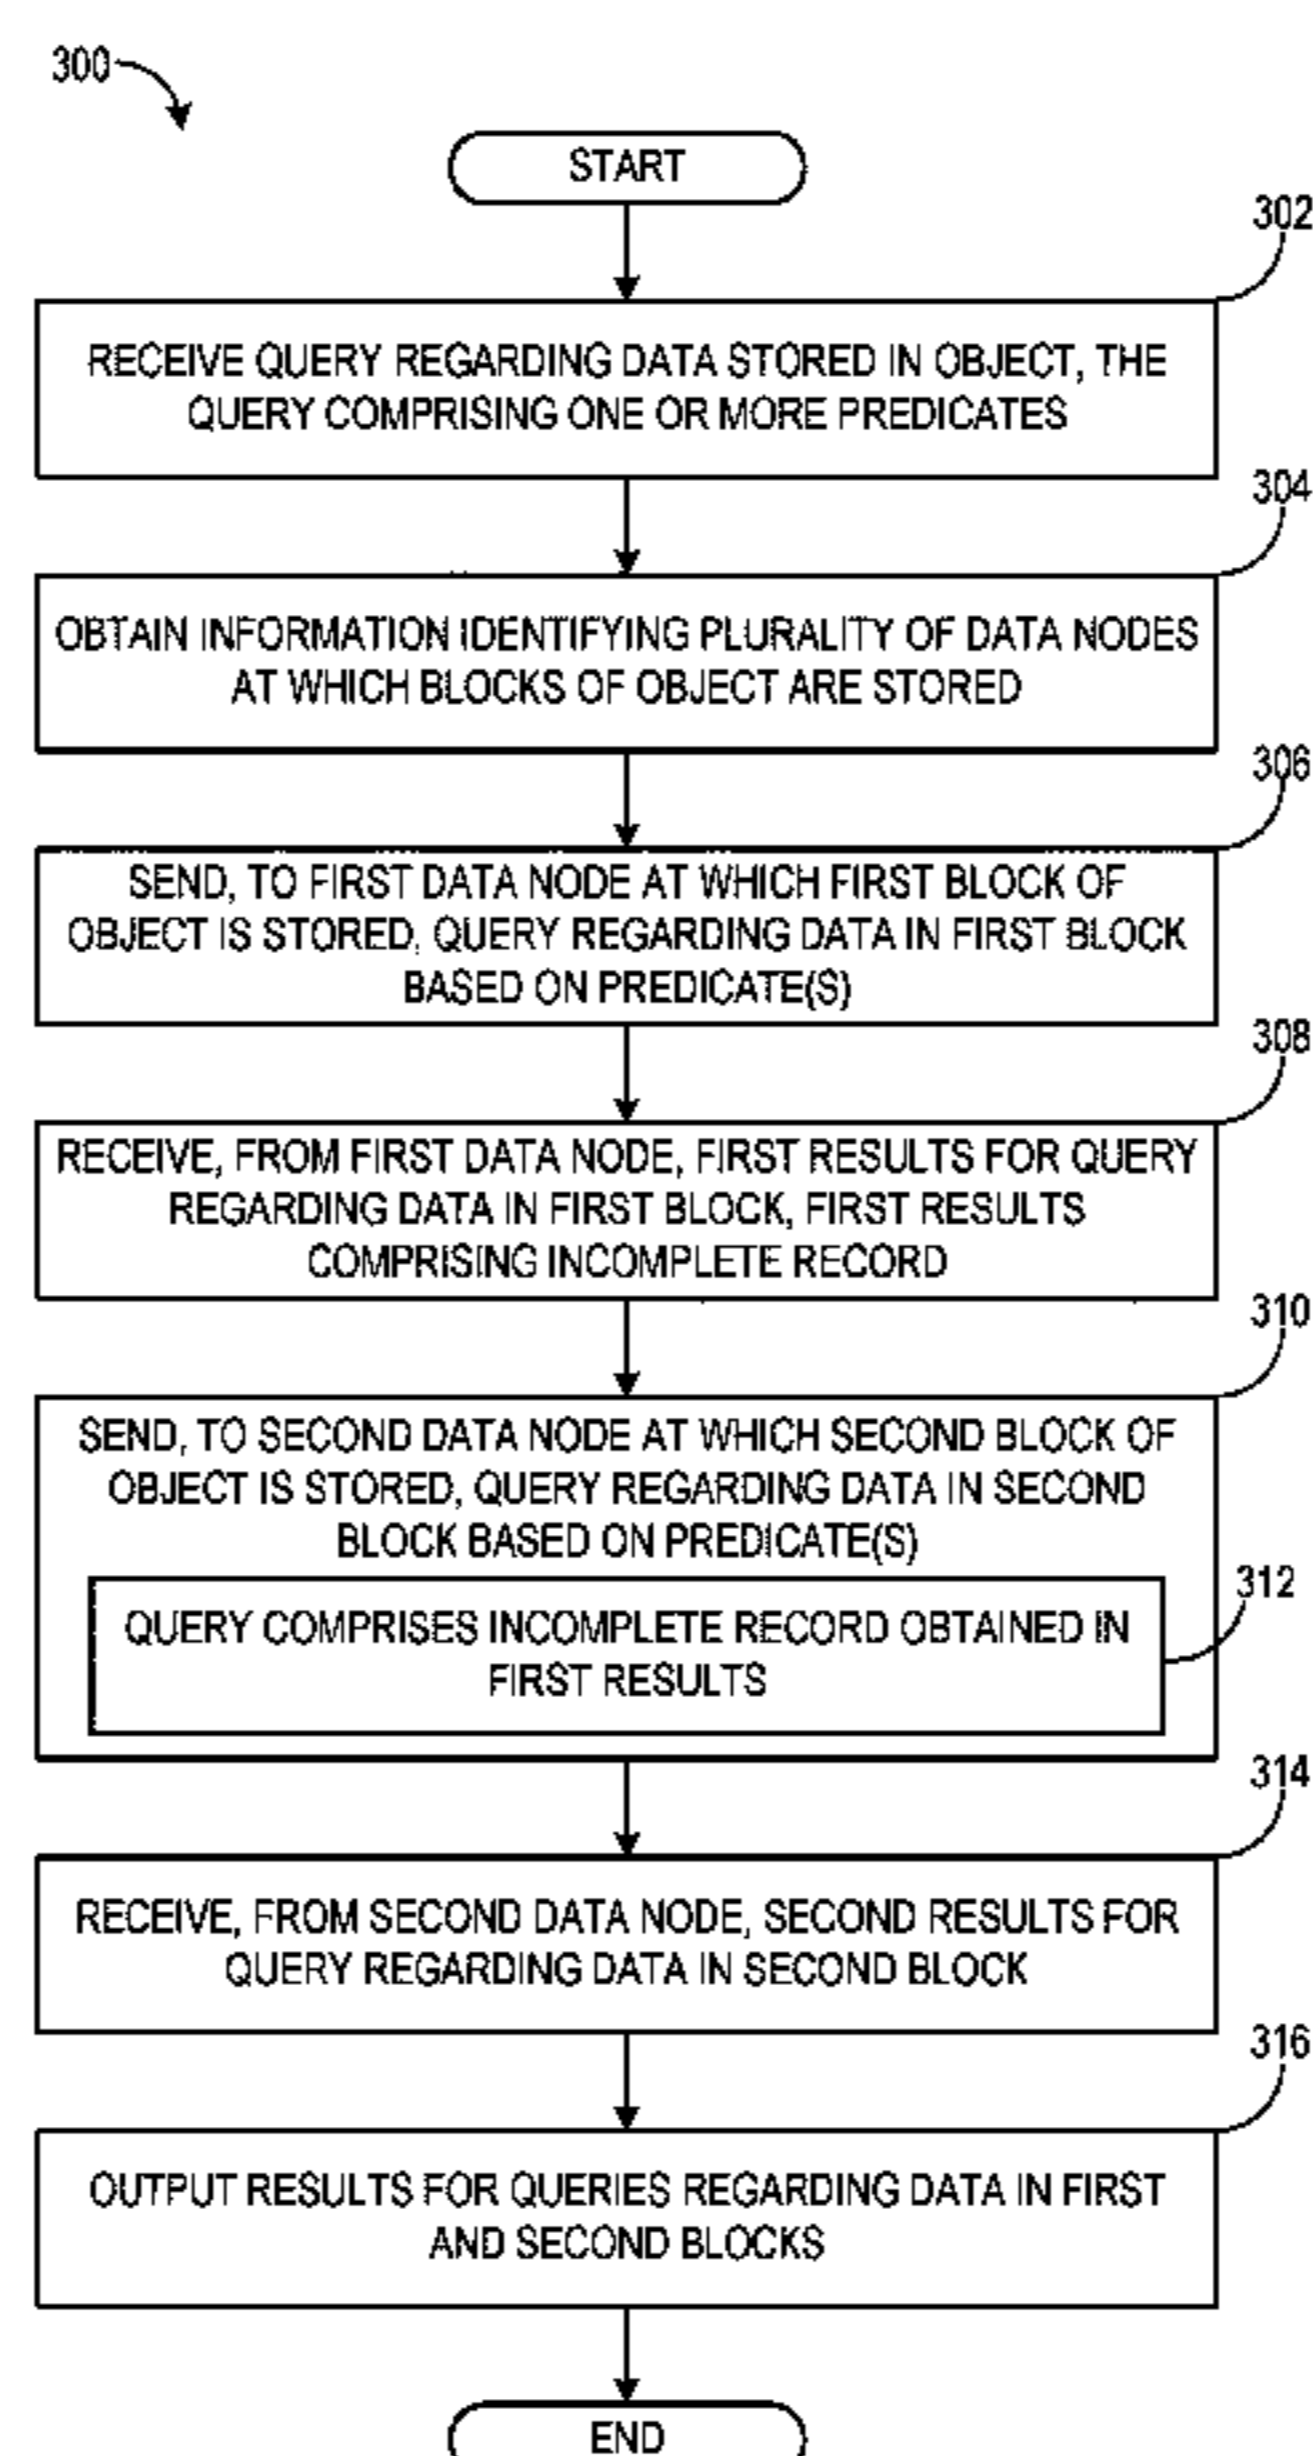 300
START
302
RECEIVE QUERY REGARDING DATA STORED IN OBJECT, THE
QUERY COMPRISING ONE OR MORE PREDICATES
304
OBTAIN INFORMATION IDENTIFYING PLURALITY OF DATA NODES
AT WHICH BLOCKS OF OBJECT ARE STORED
306
SEND, TO FIRST DATA NODE AT WHICH FIRST BLOCK OF
OBJECT IS STORED, QUERY REGARDING DATA IN FIRST BLOCK
BASED ON PREDICATE(S)
308
RECEIVE, FROM FIRST DATA NODE, FIRST RESULTS FOR QUERY
REGARDING DATA IN FIRST BLOCK, FIRST RESULTS
COMPRISING INCOMPLETE RECORD
310
SEND, TO SECOND DATA NODE AT WHICH SECOND BLOCK OF
OBJECT IS STORED, QUERY REGARDING DATA IN SECOND
BLOCK BASED ON PREDICATE(S)
312
QUERY COMPRISES INCOMPLETE RECORD OBTAINED IN
FIRST RESULTS
314
RECEIVE, FROM SECOND DATA NODE, SECOND RESULTS FOR
QUERY REGARDING DATA IN SECOND BLOCK
316
OUTPUT RESULTS FOR QUERIES REGARDING DATA IN FIRST
AND SECOND BLOCKS
END